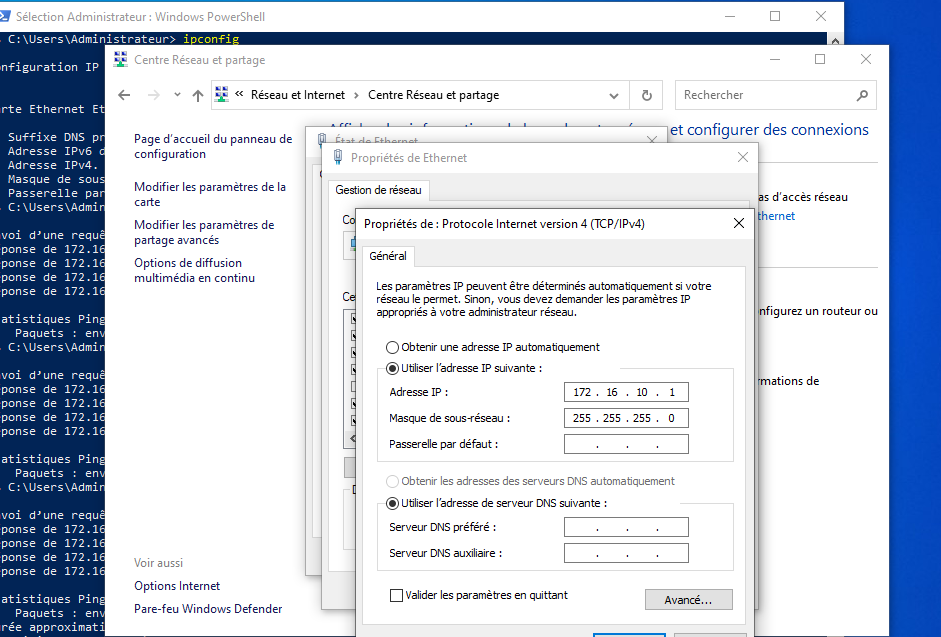 Sélection Administrateur : Windows PowerShell
C:\Users\Administrateur> ipconfig
onfiguration IP
arte Ethernet Et
Suffixe DNS pr
Adresse IPv6 d
Adresse IPv4.
Masque de sous
Passerelle par
C:\Users\Admin
nvoi d'une requê
ponse de 172.16
ponse de 172.16
ponse de 172.16
ponse de 172.16
tatistiques Ping
Paquets : env
C:\Users\Admin
nvoi d'une requê
ponse de 172.16
ponse de 172.16
ponse de 172.16
ponse de 172.16
tatistiques Ping
Paquets : env
C:\Users\Admin
nvoi d'une requê
ponse de 172.16
ponse de 172.16
ponse de 172.16
ponse de 172.16
tatistiques Ping
Paquets : env
rée approximati
Centre Réseau et partage
« Réseau et Internet > Centre Réseau et partage
Rechercher
Page d'accueil du panneau de
configuration
Modifier les paramètres de la
carte
Modifier les paramètres de
partage avancés
Options de diffusion
multimédia en continu
Voir aussi
Options Internet
Pare-feu Windows Defender
et configurer des connexions
as d'accès réseau
thernet
nfigurez un routeur ou
rmations de
État de Ethernet
Propriétés de Ethernet
Gestion de réseau
Co
Ce
Propriétés de : Protocole Internet version 4 (TCP/IPv4)
Général
Les paramètres IP peuvent être déterminés automatiquement si votre
réseau le permet. Sinon, vous devez demander les paramètres IP
appropriés à votre administrateur réseau.
Obtenir une adresse IP automatiquement
Utiliser l'adresse IP suivante :
Adresse IP : 172 . 16 . 10 . 1
Masque de sous-réseau : 255 . 255 . 255 . 0
Passerelle par défaut : . . .
Obtenir les adresses des serveurs DNS automatiquement
Utiliser l'adresse de serveur DNS suivante :
Serveur DNS préféré : . . .
Serveur DNS auxiliaire : . . .
Valider les paramètres en quittant
Avancé...